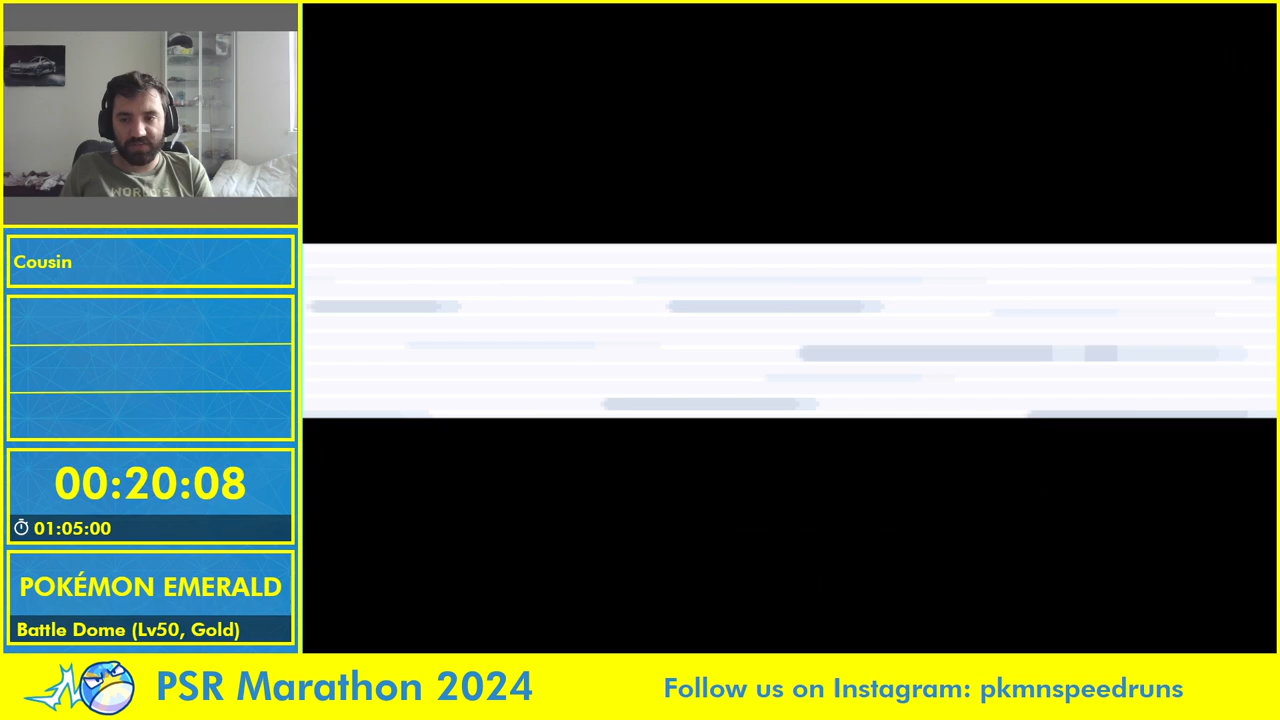 WORLD'S
Cousin
00:20:08
01:05:00
POKÉMON EMERALD
Battle Dome (Lv50, Gold)
PSR Marathon 2024
Follow us on Instagram: pkmnspeedruns